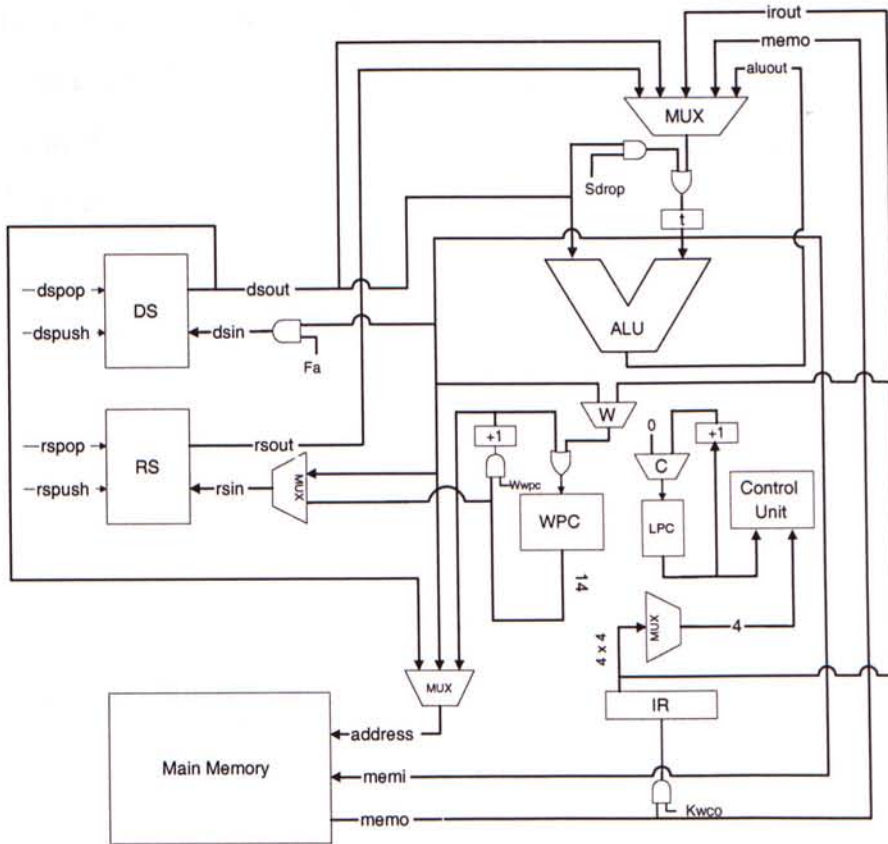 irout
memo
aluout
MUX
Sdrop
t
dspop
DS
dsout
dspush
dsin
ALU
Fa
W
0
+1
+1
rspop
RS
rsout
C
rspush
rsin
MUX
Wwpc
Control
Unit
WPC
LPC
14
MUX
4
4 x 4
MUX
IR
address
Main Memory
memi
Kwco
memo